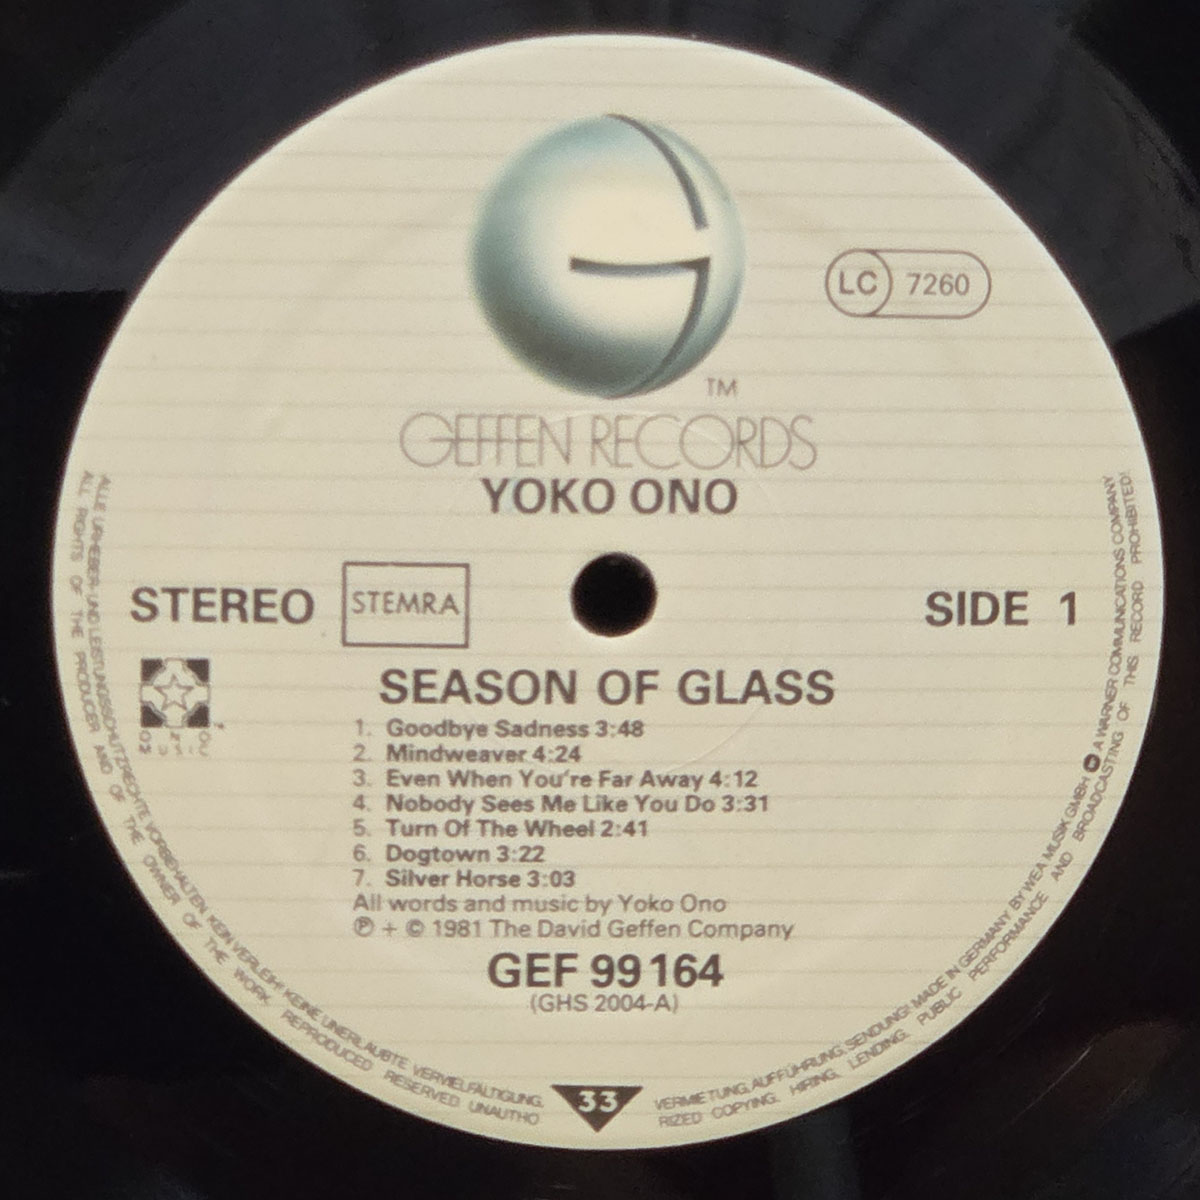 LC 7260
TM
GEFFEN RECORDS
YOKO ONO
STEREO STEMRA SIDE 1
SEASON OF GLASS
1. Goodbye Sadness 3:48
2. Mindweaver 4:24
3. Even When You're Far Away 4:12
4. Nobody Sees Me Like You Do 3:31
5. Turn Of The Wheel 2:41
6. Dogtown 3:22
7. Silver Horse 3:03
All words and music by Yoko Ono
℗ + © 1981 The David Geffen Company
GEF 99 164
(GHS 2004-A)
33
ALLE URHEBER- UND LEISTUNGSSCHUTZRECHTE VORBEHALTEN KEIN VERLEIH! KEINE UNERLAUBTE VERVIELFÄLTIGUNG, VERMIETUNG, AUFFÜHRUNG, SENDUNG! MADE IN GERMANY BY WEA MUSIK GMBH A WARNER COMMUNICATIONS COMPANY
ALL RIGHTS OF THE PRODUCER AND OF THE OWNER OF THE WORK REPRODUCED RESERVED UNAUTHORIZED COPYING, HIRING, LENDING, PUBLIC PERFORMANCE AND BROADCASTING OF THIS RECORD PROHIBITED!